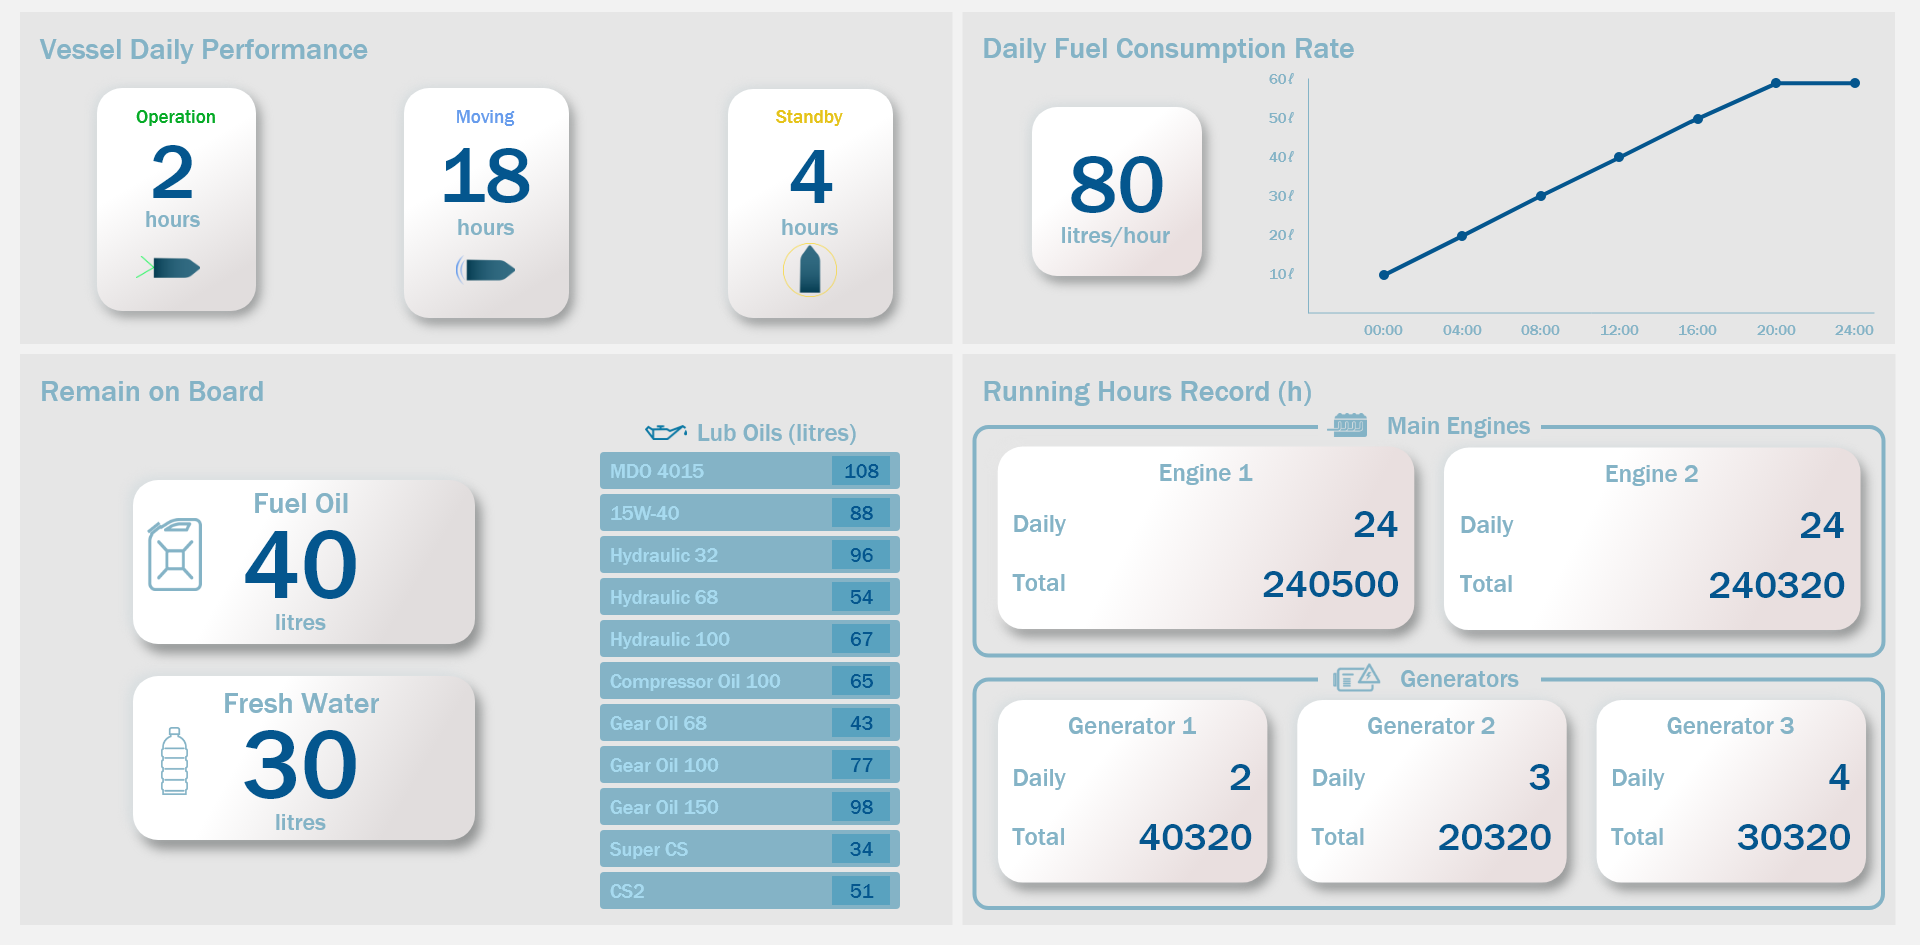 Vessel Daily Performance
Operation
2
hours
Moving
18
hours
Standby
4
hours
Daily Fuel Consumption Rate
80
litres/hour
60ℓ
50ℓ
40ℓ
30ℓ
20ℓ
10ℓ
00:00 04:00 08:00 12:00 16:00 20:00 24:00
Remain on Board
Fuel Oil
40
litres
Fresh Water
30
litres
Lub Oils (litres)
MDO 4015 108
15W-40 88
Hydraulic 32 96
Hydraulic 68 54
Hydraulic 100 67
Compressor Oil 100 65
Gear Oil 68 43
Gear Oil 100 77
Gear Oil 150 98
Super CS 34
CS2 51
Running Hours Record (h)
Main Engines
Engine 1
Daily 24
Total 240500
Engine 2
Daily 24
Total 240320
Generators
Generator 1
Daily 2
Total 40320
Generator 2
Daily 3
Total 20320
Generator 3
Daily 4
Total 30320